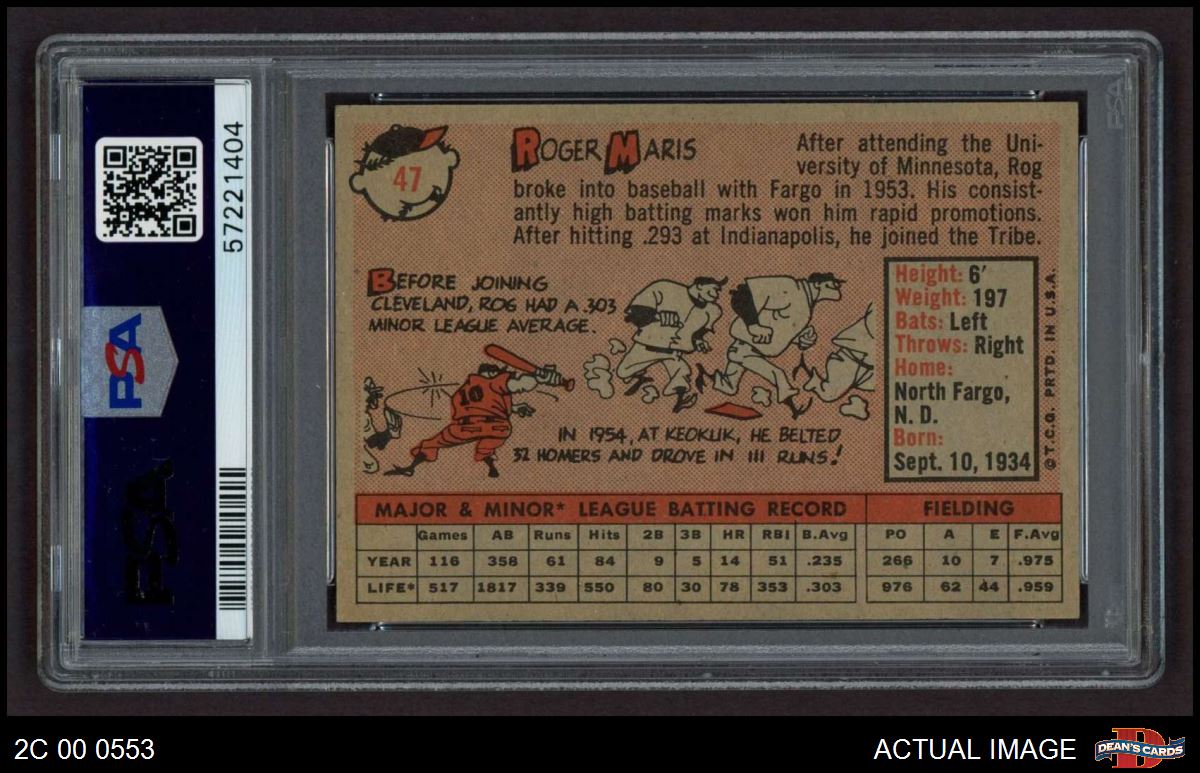 57221404
PSA
PSA
47
ROGER MARIS
After attending the Uni-
versity of Minnesota, Rog
broke into baseball with Fargo in 1953. His consist-
antly high batting marks won him rapid promotions.
After hitting .293 at Indianapolis, he joined the Tribe.
BEFORE JOINING
CLEVELAND, ROG HAD A .303
MINOR LEAGUE AVERAGE.
10
IN 1954, AT KEOKUK, HE BELTED
32 HOMERS AND DROVE IN 111 RUNS!
Height: 6'
Weight: 197
Bats: Left
Throws: Right
Home:
North Fargo,
N. D.
Born:
Sept. 10, 1934
©T.C.G. PRTD. IN U.S.A.
MAJOR & MINOR* LEAGUE BATTING RECORD FIELDING
Games AB Runs Hits 2B 3B HR RBI B.Avg PO A E F.Avg
YEAR 116 358 61 84 9 5 14 51 .235 266 10 7 .975
LIFE* 517 1817 339 550 80 30 78 353 .303 976 62 44 .959
PSA
2C 00 0553
ACTUAL IMAGE
DEAN'S CARDS